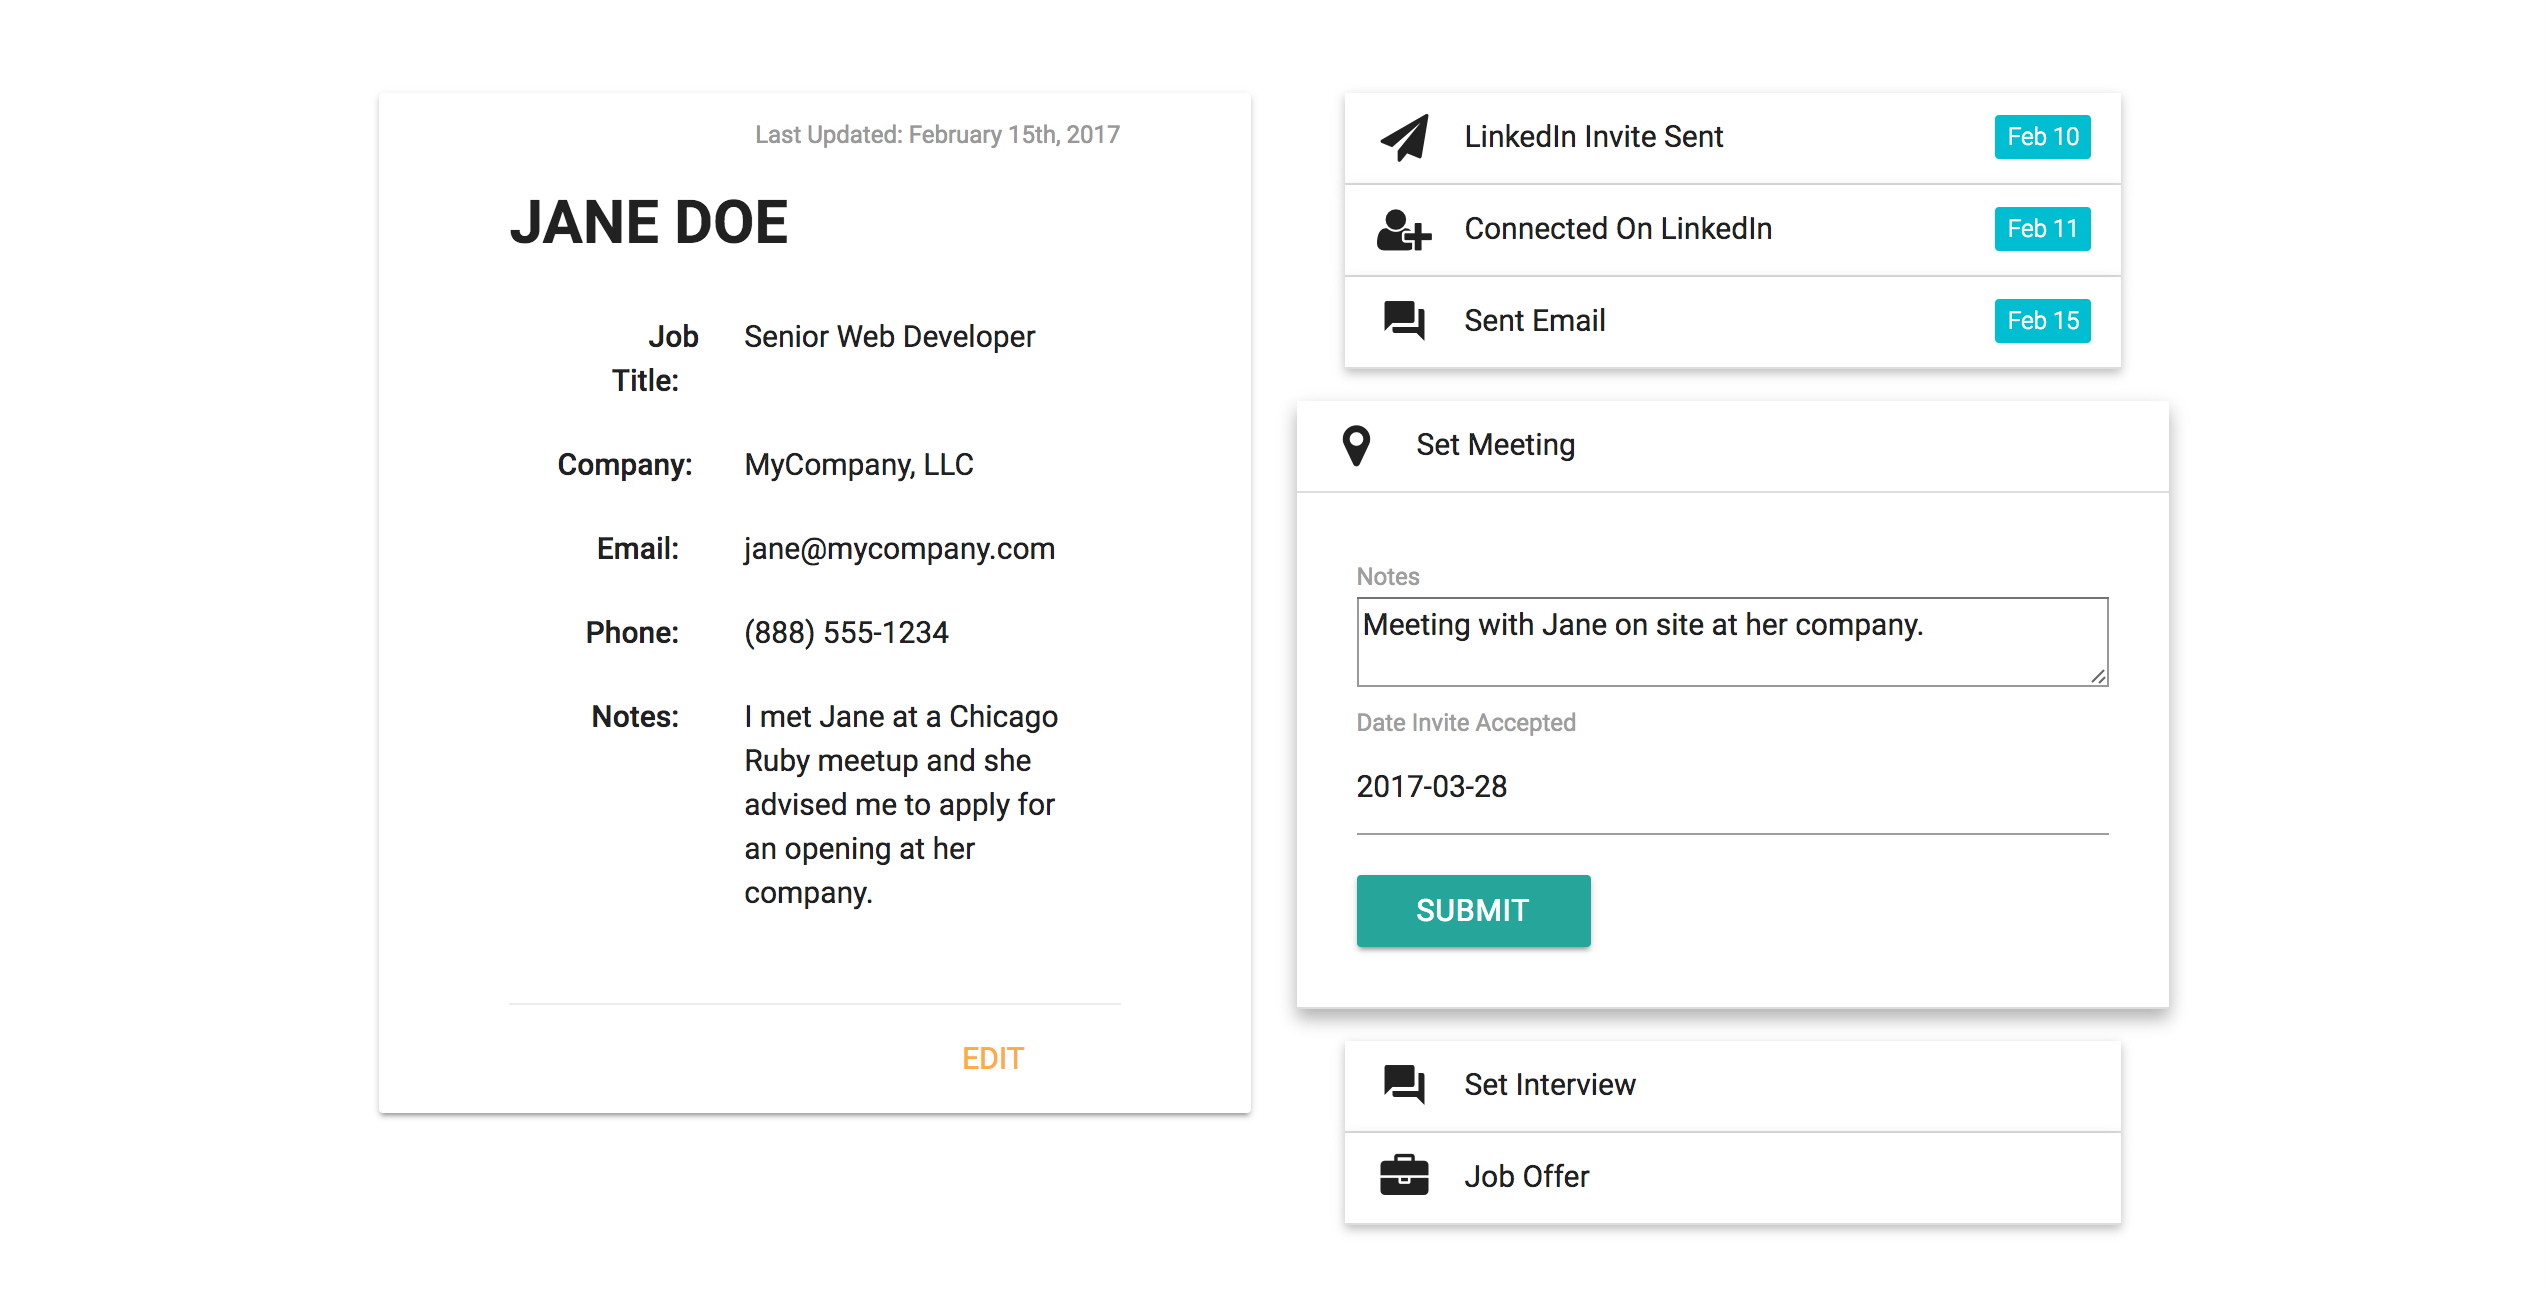 Last Updated: February 15th, 2017
JANE DOE
Job Title: Senior Web Developer
Company: MyCompany, LLC
Email: jane@mycompany.com
Phone: (888) 555-1234
Notes: I met Jane at a Chicago
Ruby meetup and she
advised me to apply for
an opening at her
company.
EDIT
LinkedIn Invite Sent Feb 10
Connected On LinkedIn Feb 11
Sent Email Feb 15
Set Meeting
Notes
Meeting with Jane on site at her company.
Date Invite Accepted
2017-03-28
SUBMIT
Set Interview
Job Offer